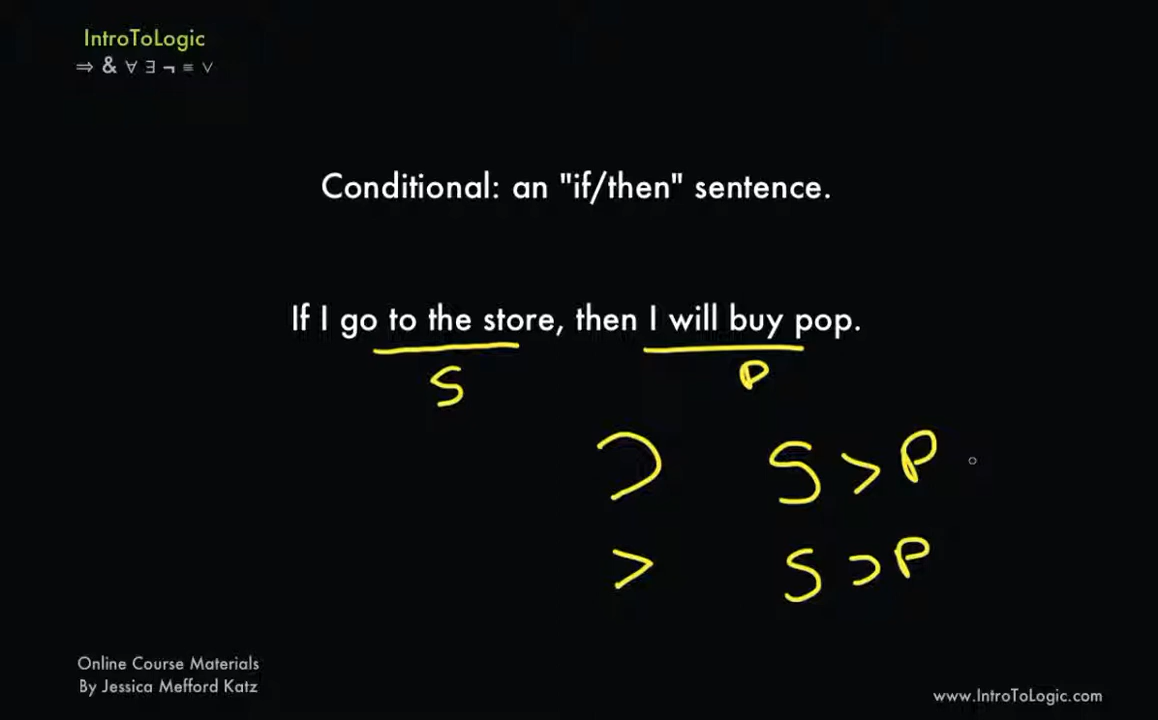 IntroToLogic
⇒ & ∀ ∃ ¬ ≡ ∨
Conditional: an "if/then" sentence.
If I go to the store, then I will buy pop.
S P
⊃ S > P
> S ⊃ P
Online Course Materials
By Jessica Mefford Katz
www.IntroToLogic.com